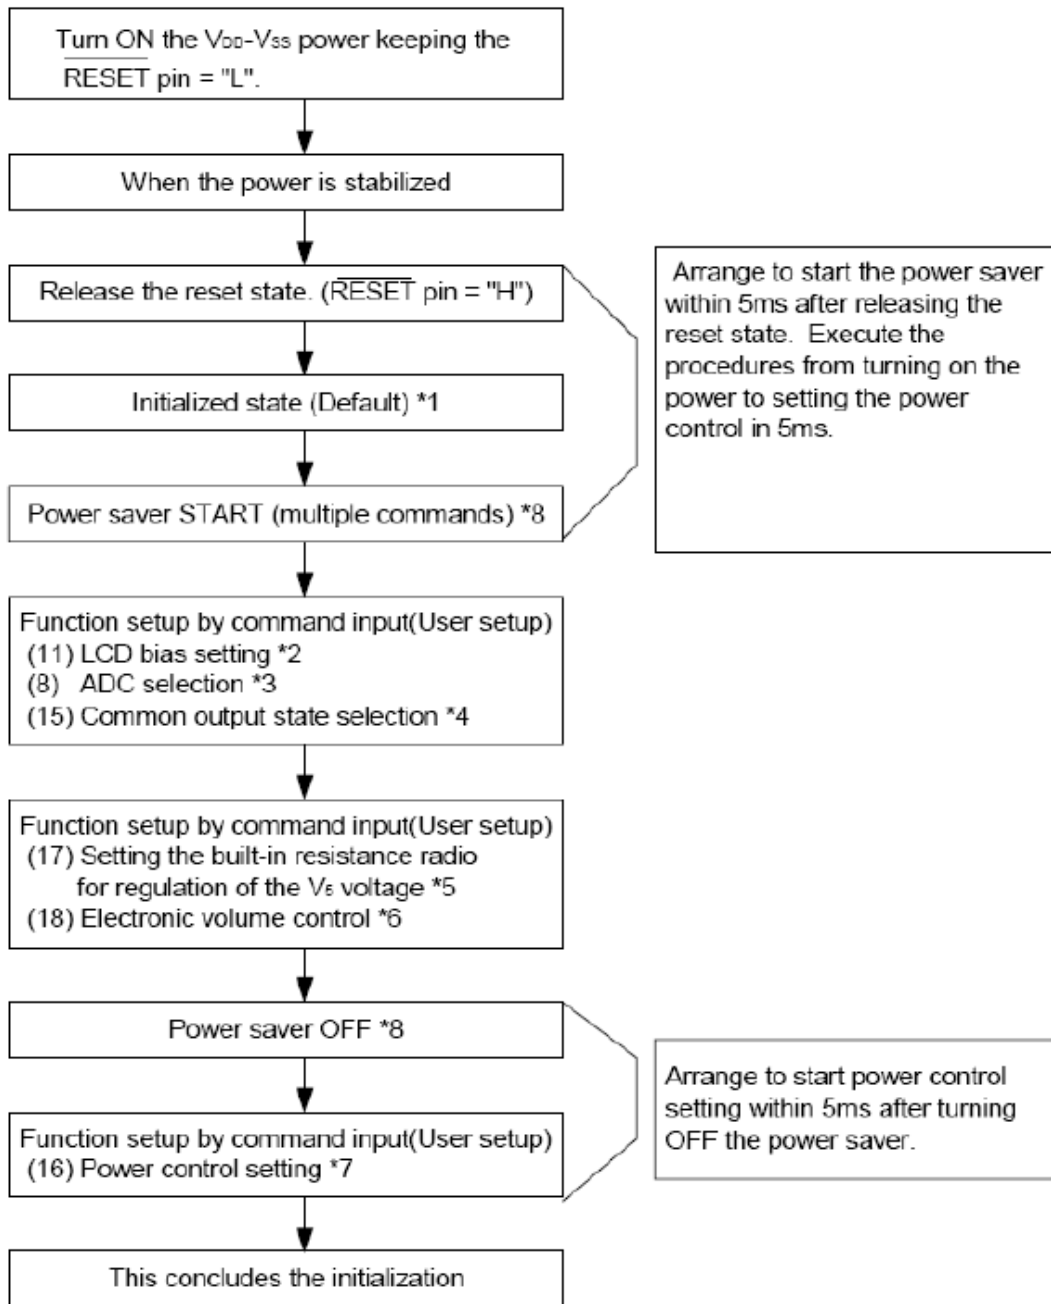 Turn ON the VDD-VSS power keeping the
RESET pin = "L".
When the power is stabilized
Release the reset state. (RESET pin = "H")
Initialized state (Default) *1
Power saver START (multiple commands) *8
Arrange to start the power saver
within 5ms after releasing the
reset state. Execute the
procedures from turning on the
power to setting the power
control in 5ms.
Function setup by command input(User setup)
(11) LCD bias setting *2
(8) ADC selection *3
(15) Common output state selection *4
Function setup by command input(User setup)
(17) Setting the built-in resistance radio
for regulation of the V5 voltage *5
(18) Electronic volume control *6
Power saver OFF *8
Function setup by command input(User setup)
(16) Power control setting *7
Arrange to start power control
setting within 5ms after turning
OFF the power saver.
This concludes the initialization